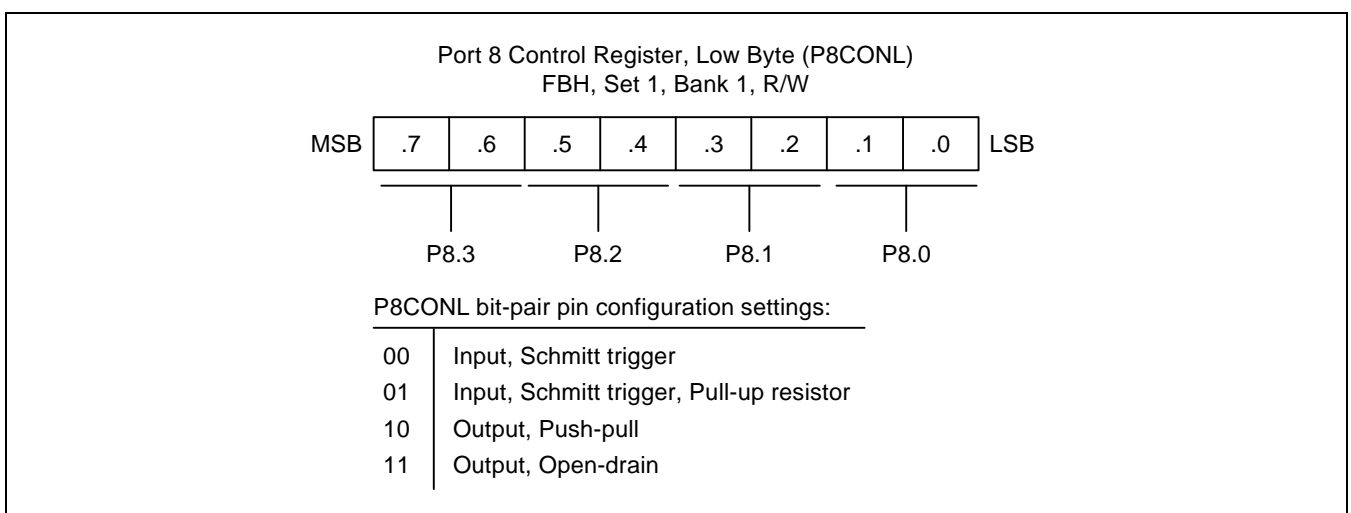 Port 8 Control Register, Low Byte (P8CONL)
FBH, Set 1, Bank 1, R/W
MSB .7 .6 .5 .4 .3 .2 .1 .0 LSB
P8.3 P8.2 P8.1 P8.0
P8CONL bit-pair pin configuration settings:
00 Input, Schmitt trigger
01 Input, Schmitt trigger, Pull-up resistor
10 Output, Push-pull
11 Output, Open-drain